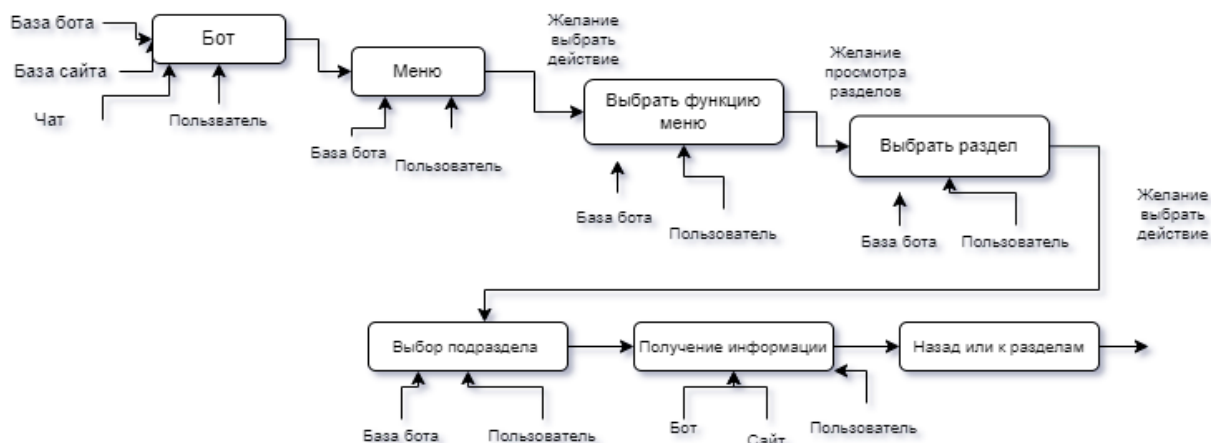 База бота
База сайта
Чат
Бот
Пользватель
Меню
База бота
Пользователь
Желание
выбрать
действие
Выбрать функцию
меню
База бота
Пользователь
Желание
просмотра
разделов
Выбрать раздел
База бота
Пользователь
Желание
выбрать
действие
Выбор подраздела
База бота
Пользователь
Получение информации
Бот
Сайт
Пользователь
Назад или к разделам